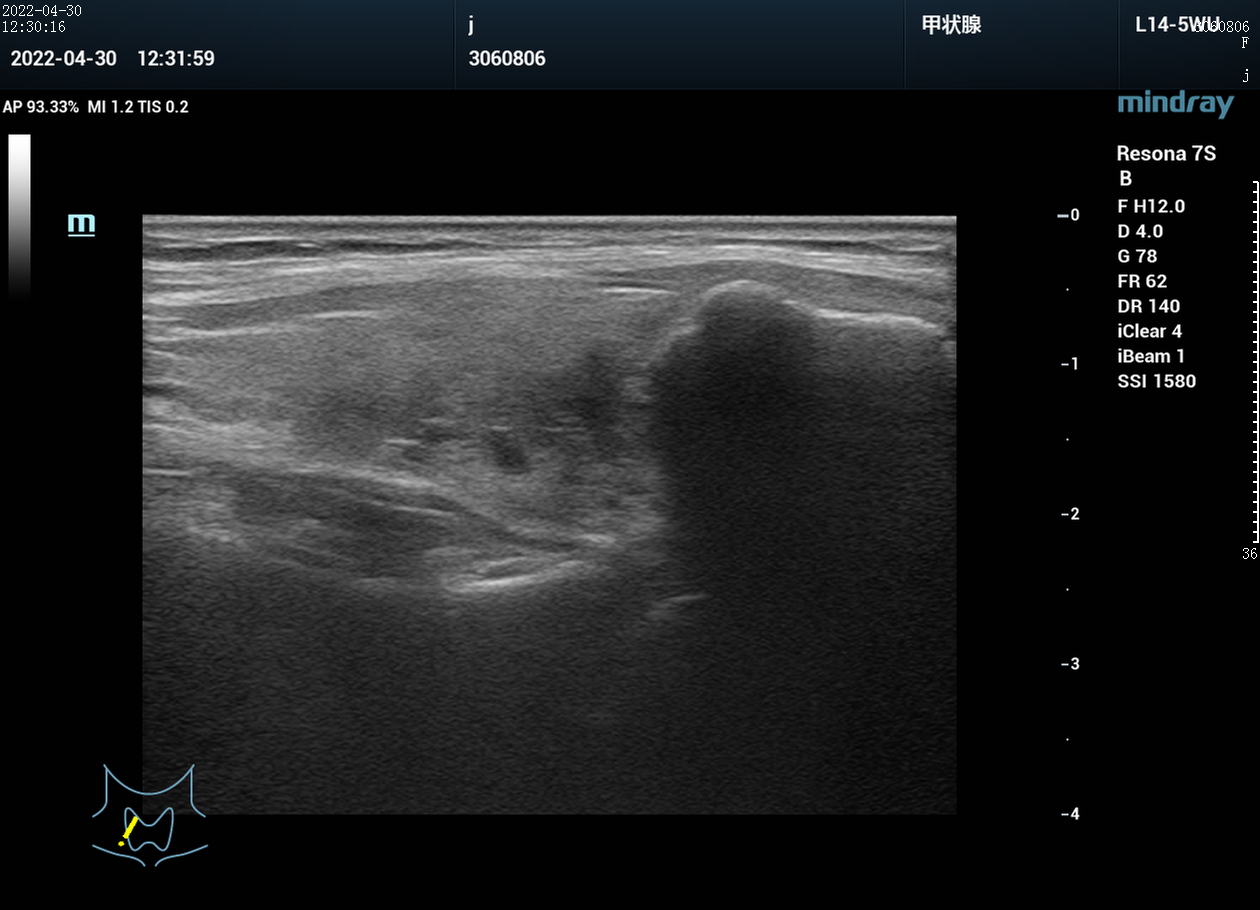 2022-04-30
12:30:16
2022-04-30 12:31:59
j
3060806
甲状腺
L14-5WU
3060806
F
j
AP 93.33% MI 1.2 TIS 0.2
mindray
Resona 7S
B
F H12.0
D 4.0
G 78
FR 62
DR 140
iClear 4
iBeam 1
SSI 1580
m
0
1
2
3
4
36